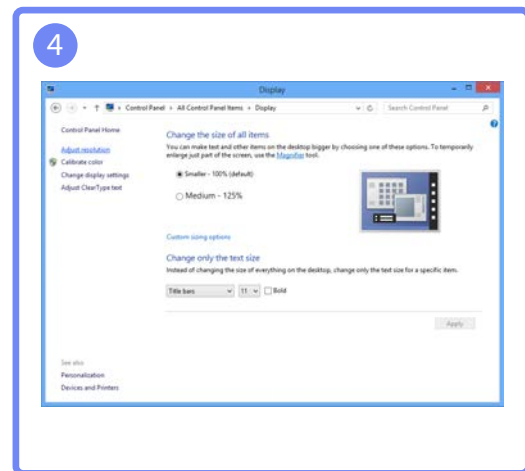 4
Display
Control Panel › All Control Panel Items › Display
Search Control Panel
Control Panel Home
Adjust resolution
Calibrate color
Change display settings
Adjust ClearType text
Change the size of all items
You can make text and other items on the desktop bigger by choosing one of these options. To temporarily
enlarge just part of the screen, use the Magnifier tool.
Smaller - 100% (default)
Medium - 125%
Custom sizing options
Change only the text size
Instead of changing the size of everything on the desktop, change only the text size for a specific item.
Title bars 11 Bold
Apply
See also
Personalization
Devices and Printers